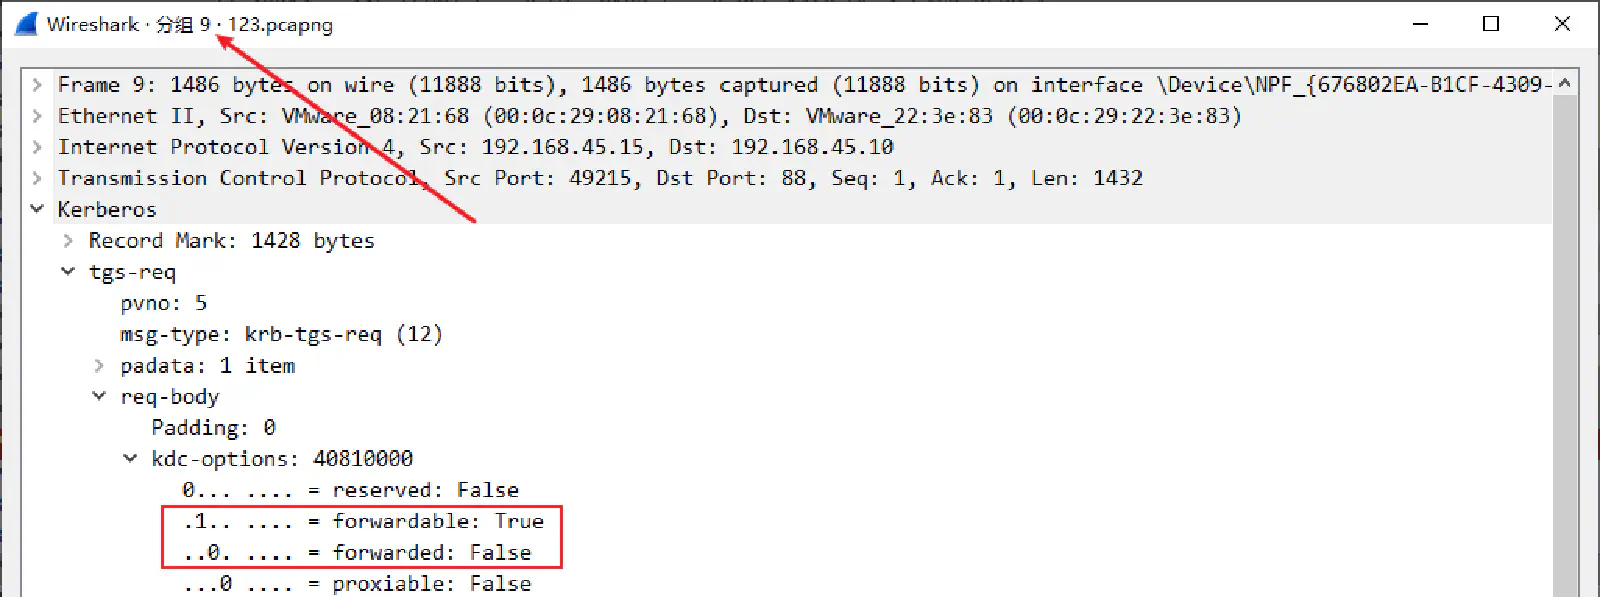 Wireshark · 分组 9 · 123.pcapng
Frame 9: 1486 bytes on wire (11888 bits), 1486 bytes captured (11888 bits) on interface \Device\NPF_{676802EA-B1CF-4309-
Ethernet II, Src: VMware_08:21:68 (00:0c:29:08:21:68), Dst: VMware_22:3e:83 (00:0c:29:22:3e:83)
Internet Protocol Version 4, Src: 192.168.45.15, Dst: 192.168.45.10
Transmission Control Protocol, Src Port: 49215, Dst Port: 88, Seq: 1, Ack: 1, Len: 1432
Kerberos
Record Mark: 1428 bytes
tgs-req
pvno: 5
msg-type: krb-tgs-req (12)
padata: 1 item
req-body
Padding: 0
kdc-options: 40810000
0... .... = reserved: False
.1.. .... = forwardable: True
..0. .... = forwarded: False
...0 .... = proxiable: False